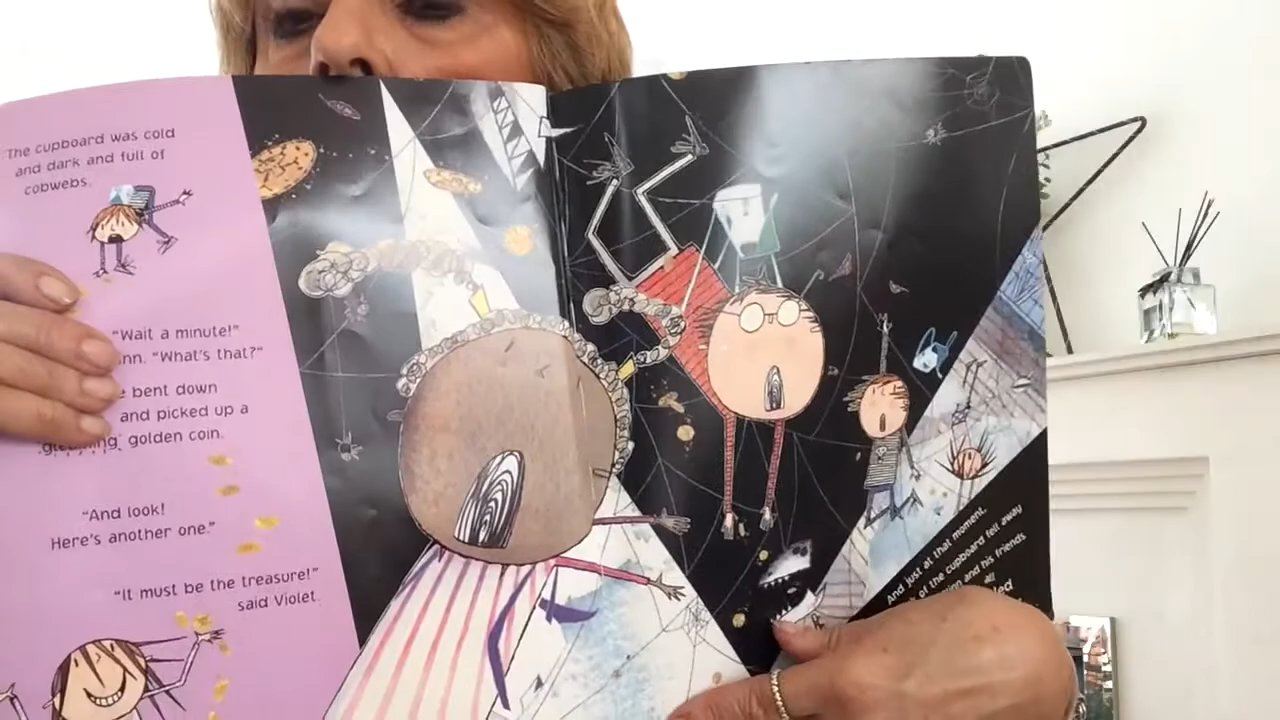 The cupboard was cold
and dark and full of
cobwebs.
"Wait a minute!"
"What's that?"
bent down
and picked up a
golden coin.
"And look!
Here's another one."
"It must be the treasure!"
said Violet.
And just at that moment,
of the cupboard fell away
and his friends
all